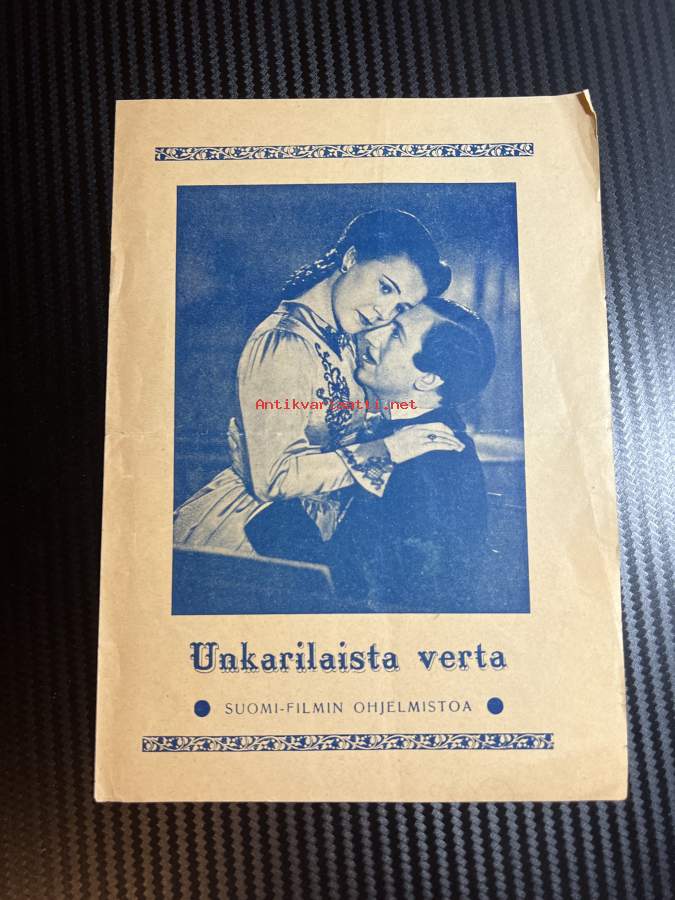 Antikvariaatti.net
Unkarilaista verta
SUOMI-FILMIN OHJELMISTOA